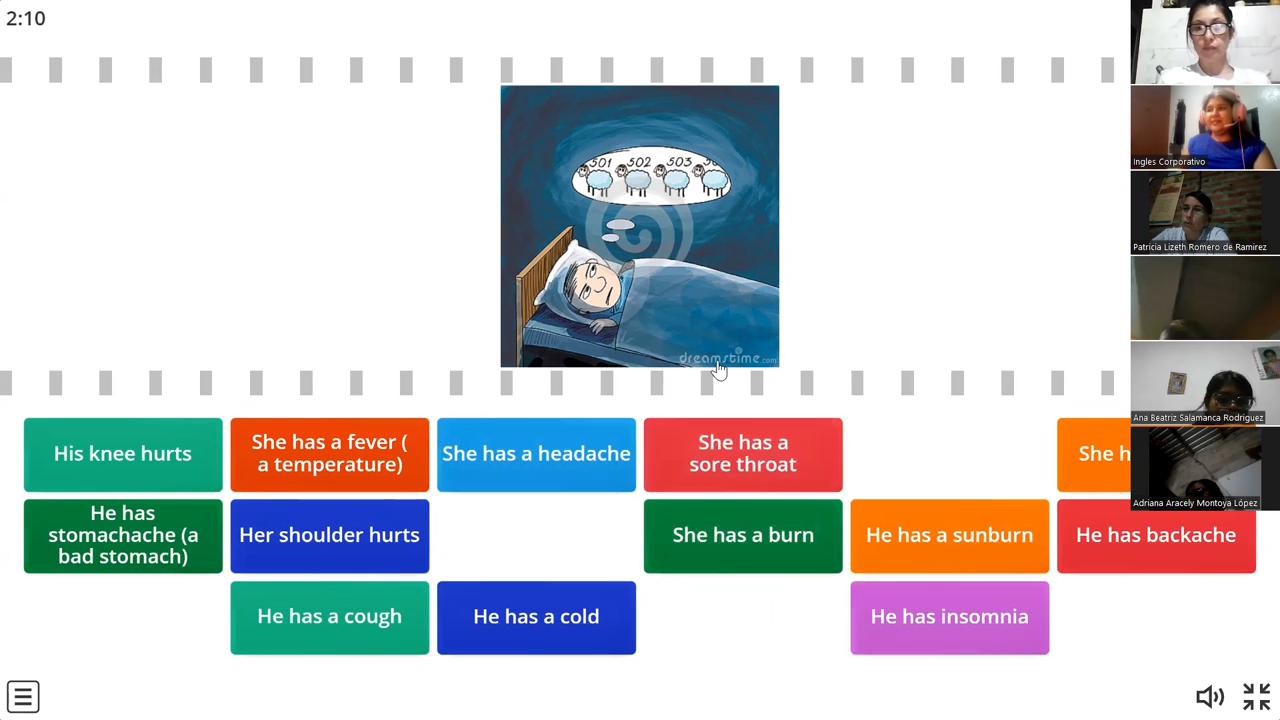 2:10
501 502 503
dreamstime.com
His knee hurts
She has a fever (
a temperature)
She has a headache
She has a
sore throat
She h
He has
stomachache (a
bad stomach)
Her shoulder hurts
She has a burn
He has a sunburn
He has backache
He has a cough
He has a cold
He has insomnia
Ingles Corporativo
Patricia Lizeth Romero de Ramirez
Ana Beatriz Salamanca Rodriguez
Adriana Aracely Montoya López